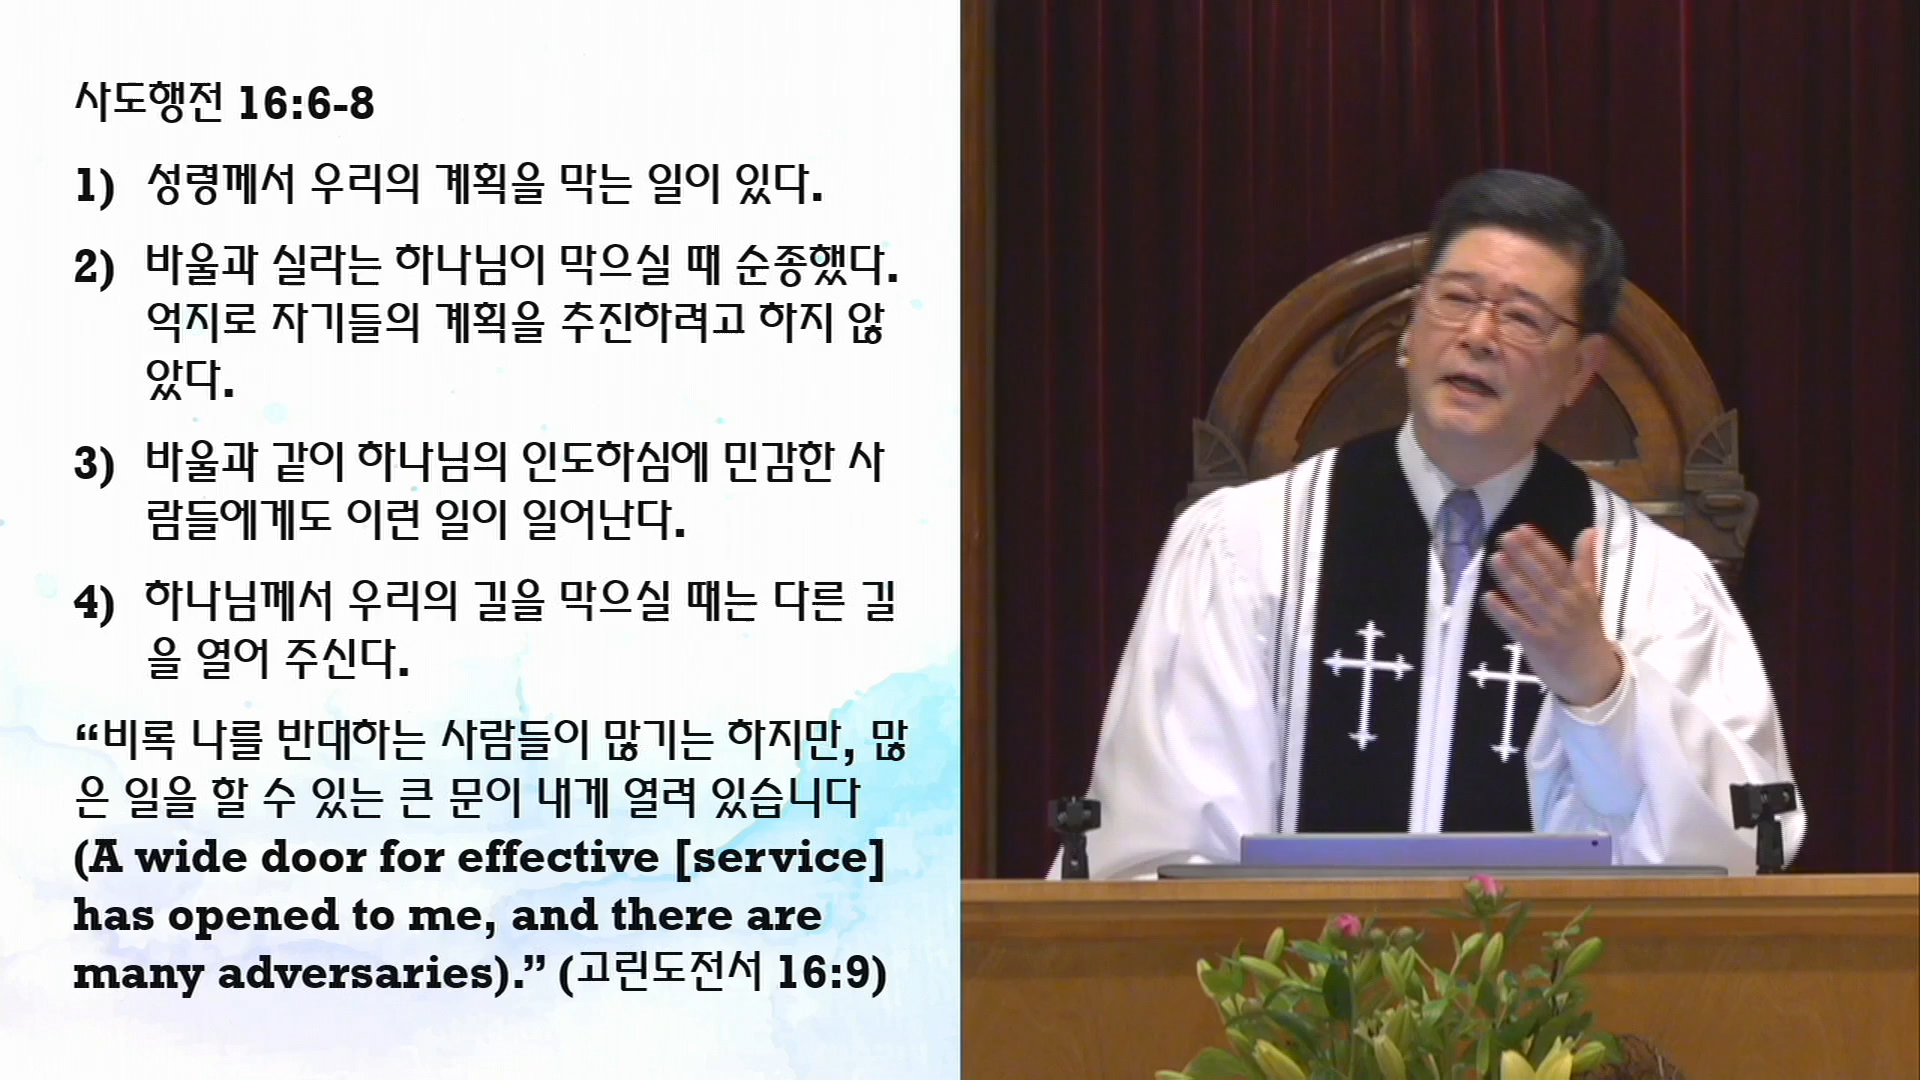 사도행전 16:6-8
1) 성령께서 우리의 계획을 막는 일이 있다.
2) 바울과 실라는 하나님이 막으실 때 순종했다.
억지로 자기들의 계획을 추진하려고 하지 않
았다.
3) 바울과 같이 하나님의 인도하심에 민감한 사
람들에게도 이런 일이 일어난다.
4) 하나님께서 우리의 길을 막으실 때는 다른 길
을 열어 주신다.
“비록 나를 반대하는 사람들이 많기는 하지만, 많
은 일을 할 수 있는 큰 문이 내게 열려 있습니다
(A wide door for effective [service]
has opened to me, and there are
many adversaries).” (고린도전서 16:9)